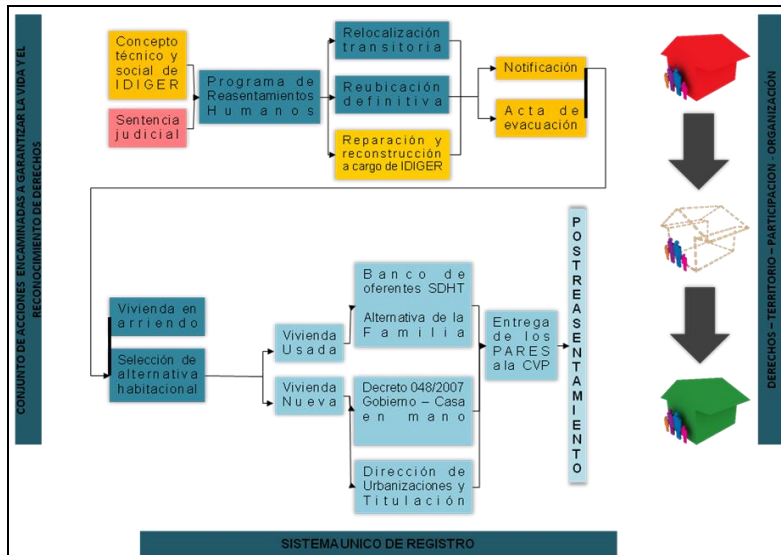 CONJUNTO DE ACCIONES ENCAMINADAS A GARANTIZAR LA VIDA Y EL
RECONOCIMIENTO DE DERECHOS
Concepto
técnico y
social de
IDIGER
Sentencia
judicial
Programa de
Reasentamientos
Humanos
Relocalización
transitoria
Reubicación
definitiva
Reparación y
reconstrucción
a cargo de IDIGER
Notificación
Acta de
evacuación
Vivienda en
arriendo
Selección de
alternativa
habitacional
Vivienda
Usada
Vivienda
Nueva
Banco de
oferentes SDHT
Alternativa de la
Familia
Decreto 048/2007
Gobierno – Casa
en mano
Dirección de
Urbanizaciones y
Titulación
Entrega
de los
PARES
a la CVP
POSTREASENTAMIENTO
DERECHOS – TERRITORIO – PARTICIPACION ORGANIZACIÓN
SISTEMA UNICO DE REGISTRO